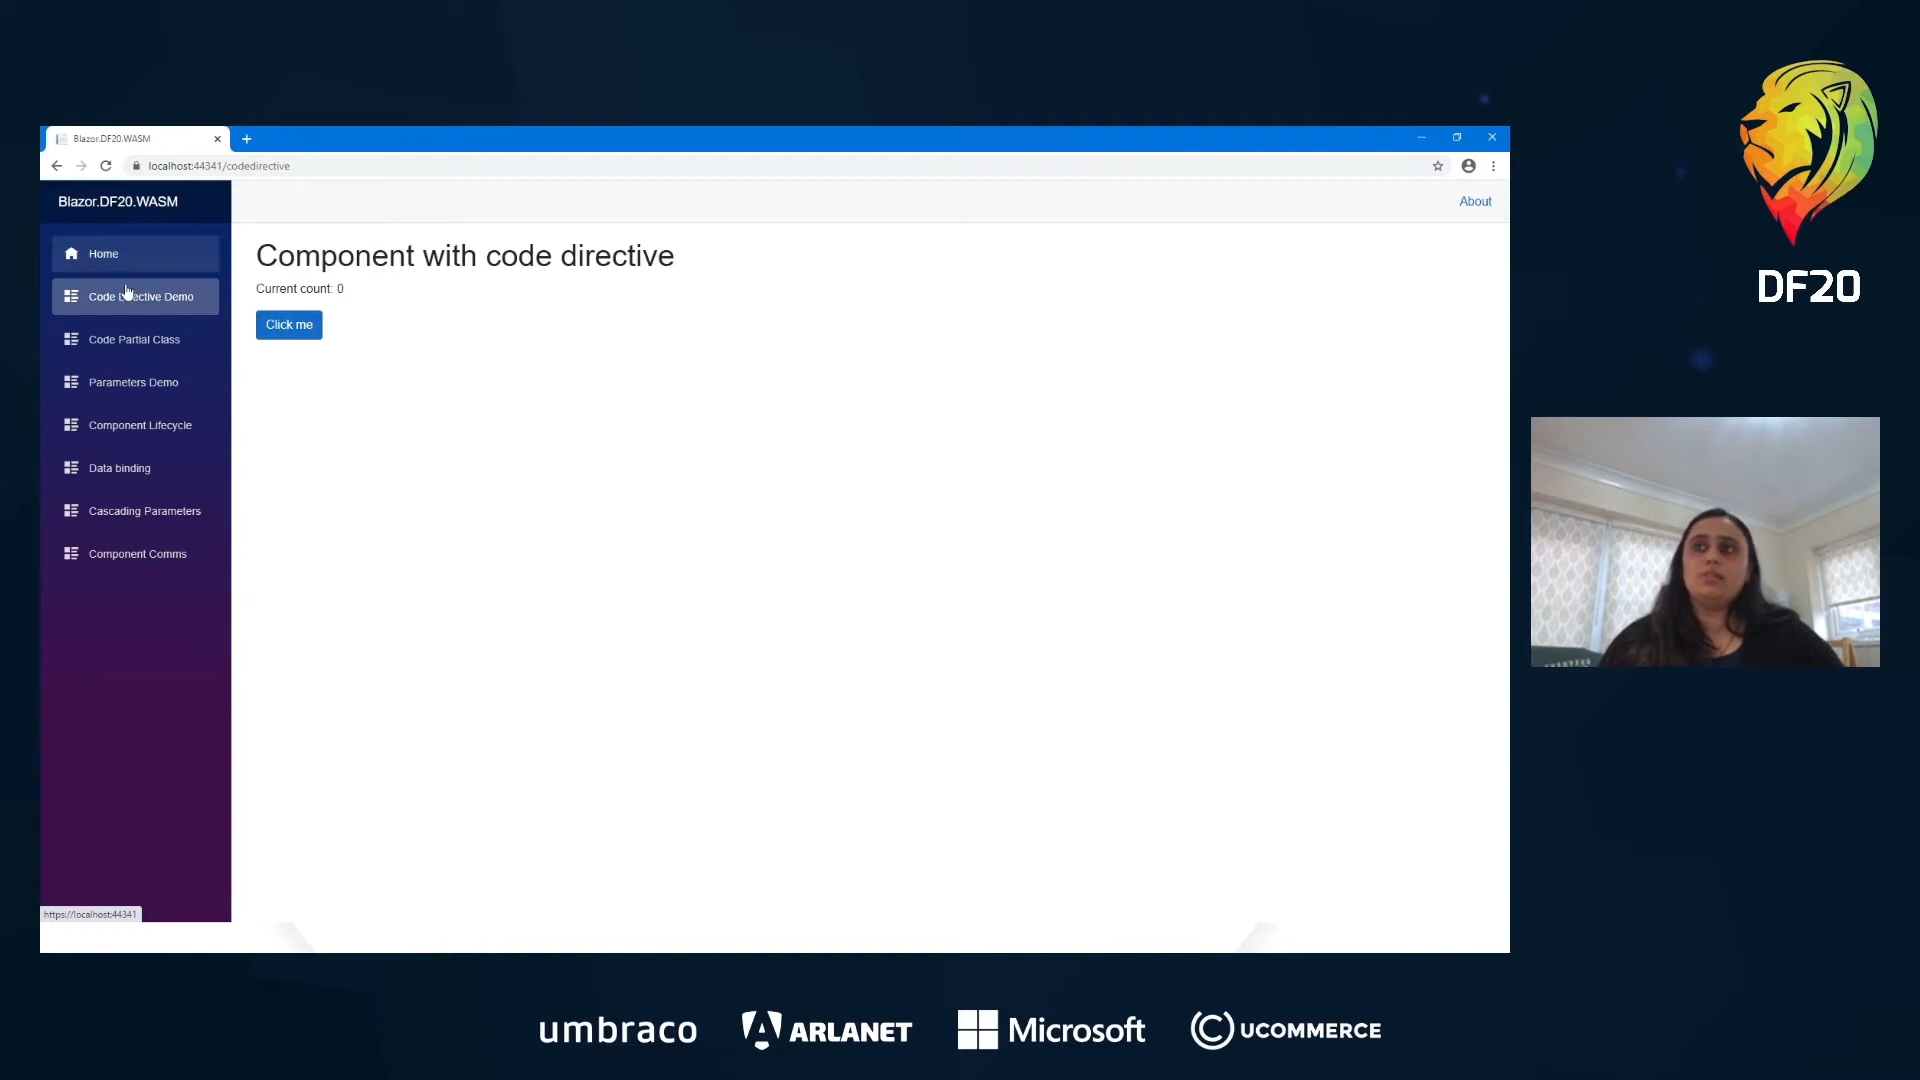 Blazor.DF20.WASM
localhost:44341/codedirective
Blazor.DF20.WASM
About
Home
Code Directive Demo
Code Partial Class
Parameters Demo
Component Lifecycle
Data binding
Cascading Parameters
Component Comms
Component with code directive
Current count: 0
Click me
https://localhost:44341
DF20
umbraco
ARLANET
Microsoft
UCOMMERCE